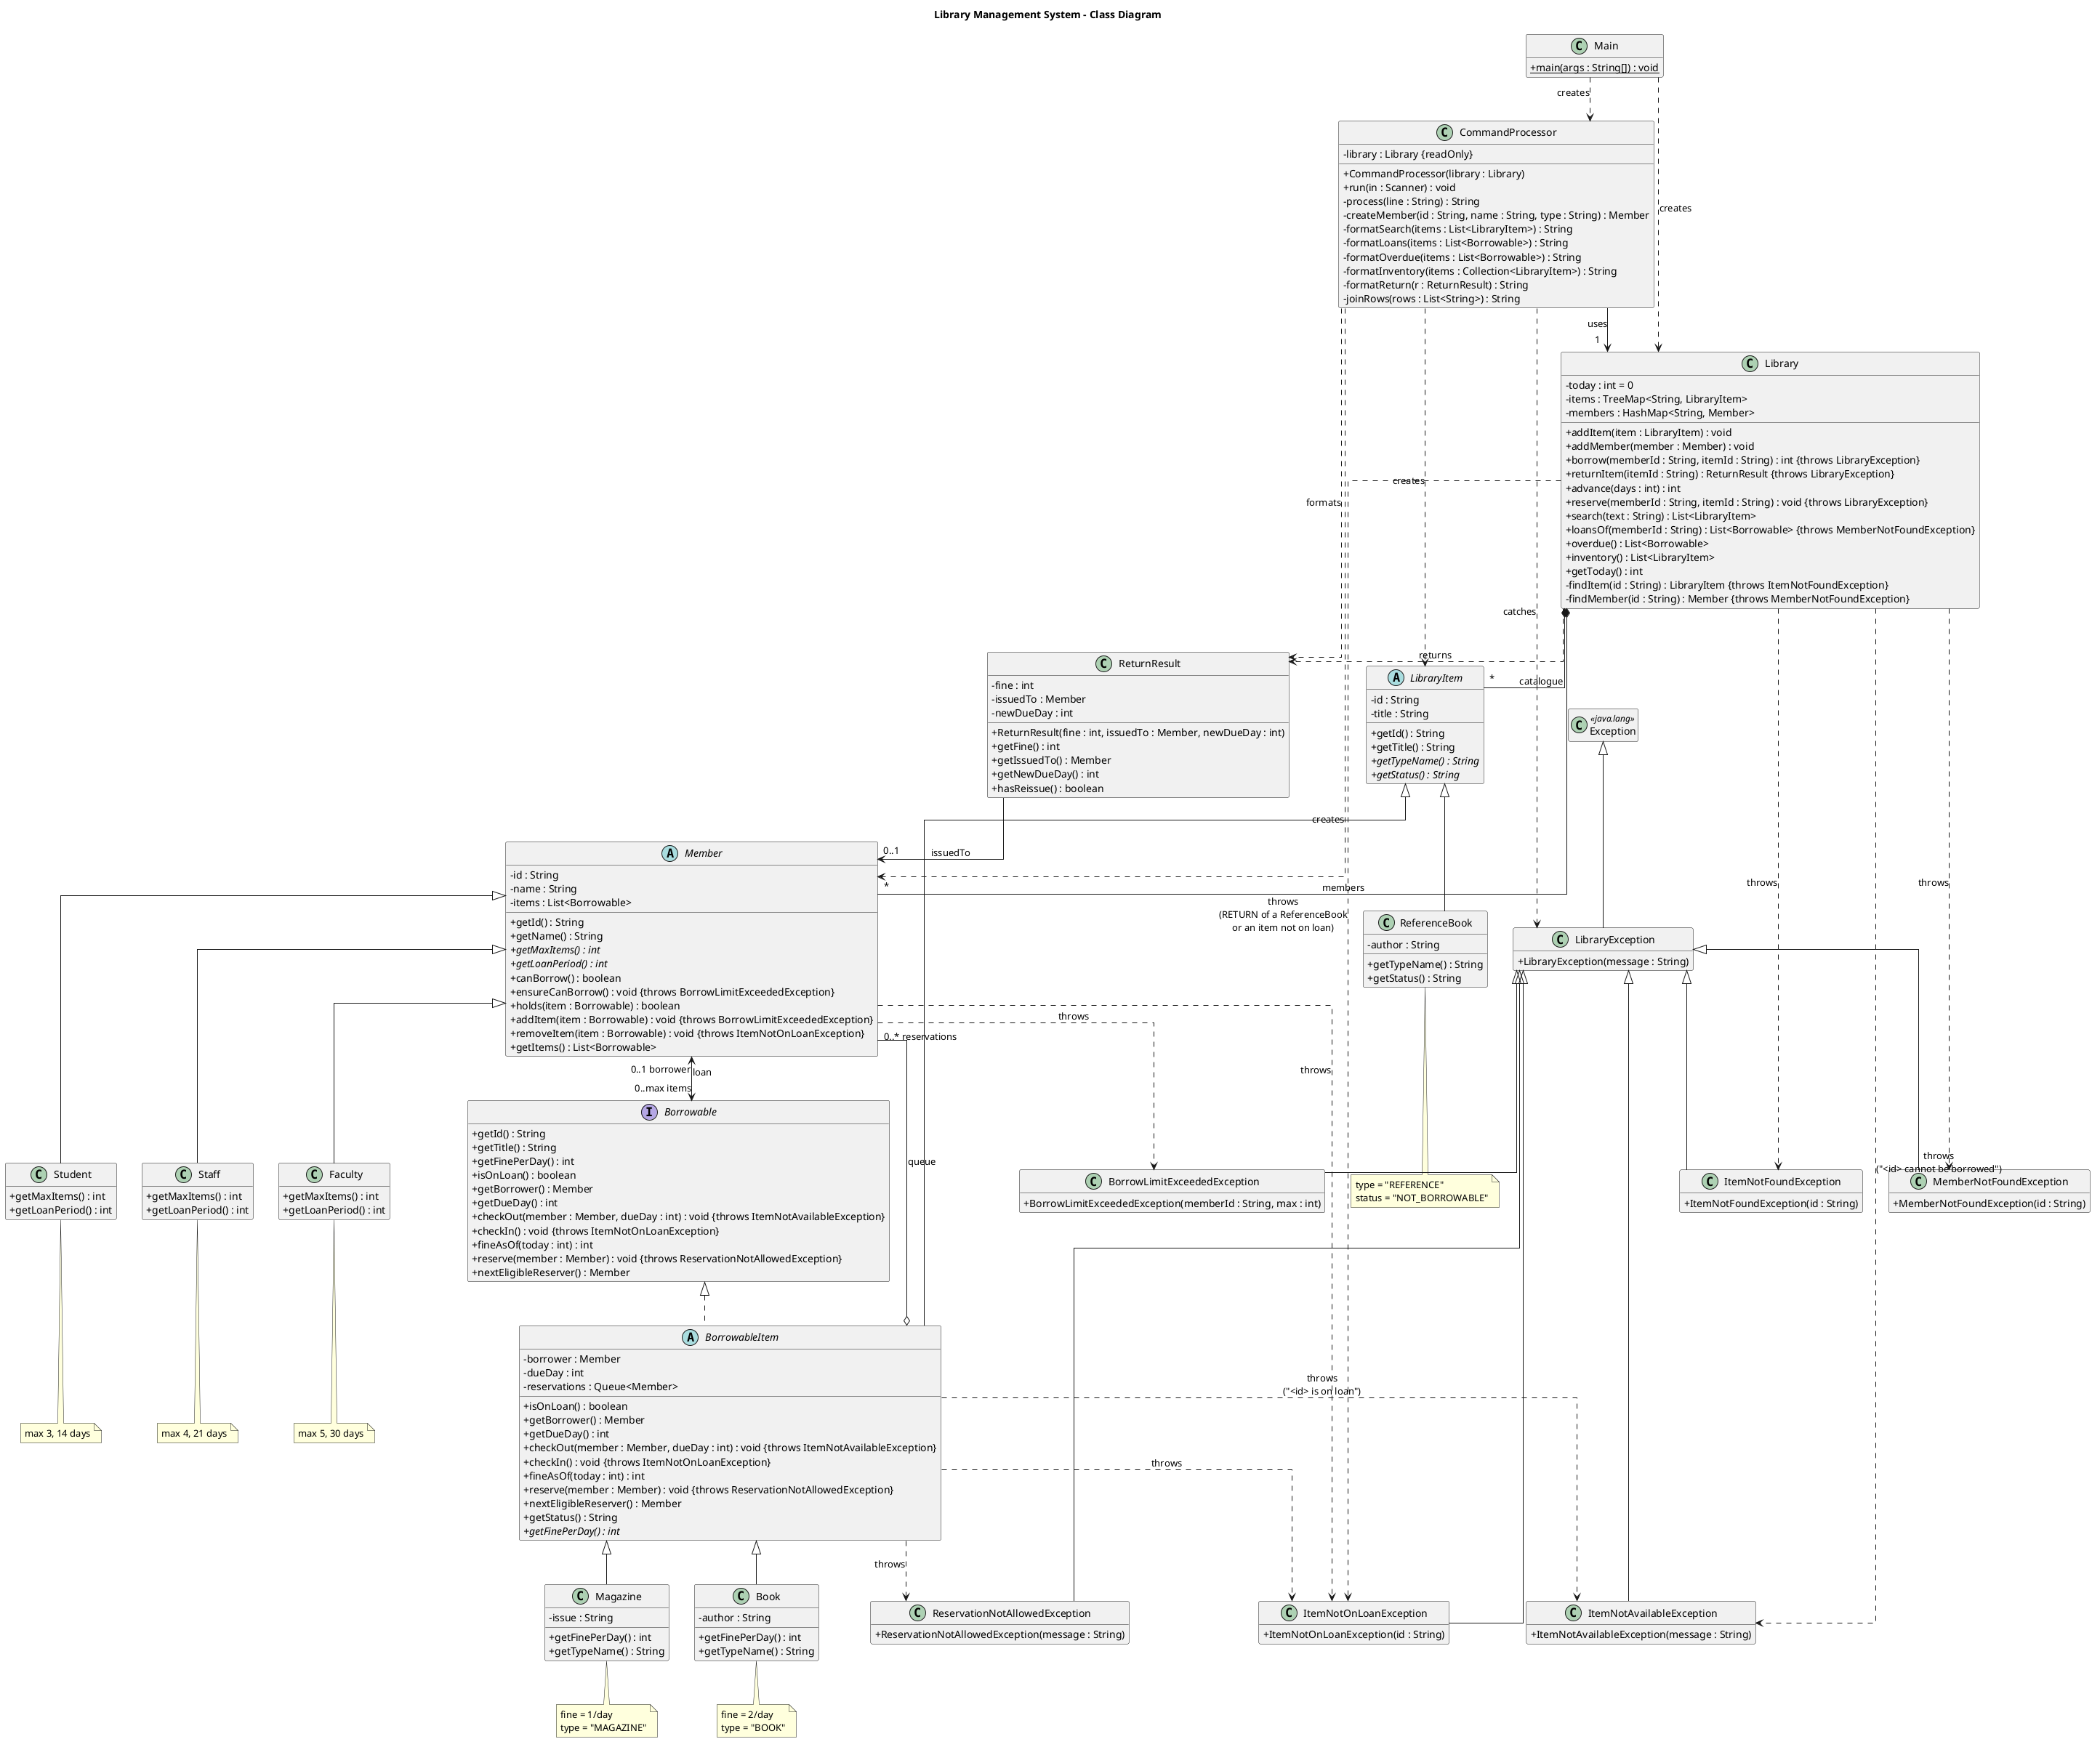 Library Management System - Class Diagram
Main
+main(args : String[]) : void
creates
creates
CommandProcessor
-library : Library {readOnly}
+CommandProcessor(library : Library)
+run(in : Scanner) : void
-process(line : String) : String
-createMember(id : String, name : String, type : String) : Member
-formatSearch(items : List<LibraryItem>) : String
-formatLoans(items : List<Borrowable>) : String
-formatOverdue(items : List<Borrowable>) : String
-formatInventory(items : Collection<LibraryItem>) : String
-formatReturn(r : ReturnResult) : String
-joinRows(rows : List<String>) : String
uses
1
Library
-today : int = 0
-items : TreeMap<String, LibraryItem>
-members : HashMap<String, Member>
+addItem(item : LibraryItem) : void
+addMember(member : Member) : void
+borrow(memberId : String, itemId : String) : int {throws LibraryException}
+returnItem(itemId : String) : ReturnResult {throws LibraryException}
+advance(days : int) : int
+reserve(memberId : String, itemId : String) : void {throws LibraryException}
+search(text : String) : List<LibraryItem>
+loansOf(memberId : String) : List<Borrowable> {throws MemberNotFoundException}
+overdue() : List<Borrowable>
+inventory() : List<LibraryItem>
+getToday() : int
-findItem(id : String) : LibraryItem {throws ItemNotFoundException}
-findMember(id : String) : Member {throws MemberNotFoundException}
creates
formats
catches
returns
* catalogue
ReturnResult
-fine : int
-issuedTo : Member
-newDueDay : int
+ReturnResult(fine : int, issuedTo : Member, newDueDay : int)
+getFine() : int
+getIssuedTo() : Member
+getNewDueDay() : int
+hasReissue() : boolean
LibraryItem
-id : String
-title : String
+getId() : String
+getTitle() : String
+getTypeName() : String
+getStatus() : String
«java.lang»
Exception
creates
0..1 issuedTo
Member
-id : String
-name : String
-items : List<Borrowable>
+getId() : String
+getName() : String
+getMaxItems() : int
+getLoanPeriod() : int
+canBorrow() : boolean
+ensureCanBorrow() : void {throws BorrowLimitExceededException}
+holds(item : Borrowable) : boolean
+addItem(item : Borrowable) : void {throws BorrowLimitExceededException}
+removeItem(item : Borrowable) : void {throws ItemNotOnLoanException}
+getItems() : List<Borrowable>
* members
throws
(RETURN of a ReferenceBook
or an item not on loan)
throws
throws
ReferenceBook
-author : String
+getTypeName() : String
+getStatus() : String
LibraryException
+LibraryException(message : String)
throws
throws
0..* reservations
0..1 borrower
loan
0..max items
Borrowable
+getId() : String
+getTitle() : String
+getFinePerDay() : int
+isOnLoan() : boolean
+getBorrower() : Member
+getDueDay() : int
+checkOut(member : Member, dueDay : int) : void {throws ItemNotAvailableException}
+checkIn() : void {throws ItemNotOnLoanException}
+fineAsOf(today : int) : int
+reserve(member : Member) : void {throws ReservationNotAllowedException}
+nextEligibleReserver() : Member
queue
Student
+getMaxItems() : int
+getLoanPeriod() : int
Staff
+getMaxItems() : int
+getLoanPeriod() : int
Faculty
+getMaxItems() : int
+getLoanPeriod() : int
BorrowLimitExceededException
+BorrowLimitExceededException(memberId : String, max : int)
type = "REFERENCE"
status = "NOT_BORROWABLE"
ItemNotFoundException
+ItemNotFoundException(id : String)
throws
("<id> cannot be borrowed")
MemberNotFoundException
+MemberNotFoundException(id : String)
BorrowableItem
-borrower : Member
-dueDay : int
-reservations : Queue<Member>
+isOnLoan() : boolean
+getBorrower() : Member
+getDueDay() : int
+checkOut(member : Member, dueDay : int) : void {throws ItemNotAvailableException}
+checkIn() : void {throws ItemNotOnLoanException}
+fineAsOf(today : int) : int
+reserve(member : Member) : void {throws ReservationNotAllowedException}
+nextEligibleReserver() : Member
+getStatus() : String
+getFinePerDay() : int
throws
("<id> is on loan")
throws
max 3, 14 days
max 4, 21 days
max 5, 30 days
throws
Magazine
-issue : String
+getFinePerDay() : int
+getTypeName() : String
Book
-author : String
+getFinePerDay() : int
+getTypeName() : String
ReservationNotAllowedException
+ReservationNotAllowedException(message : String)
ItemNotOnLoanException
+ItemNotOnLoanException(id : String)
ItemNotAvailableException
+ItemNotAvailableException(message : String)
fine = 1/day
type = "MAGAZINE"
fine = 2/day
type = "BOOK"